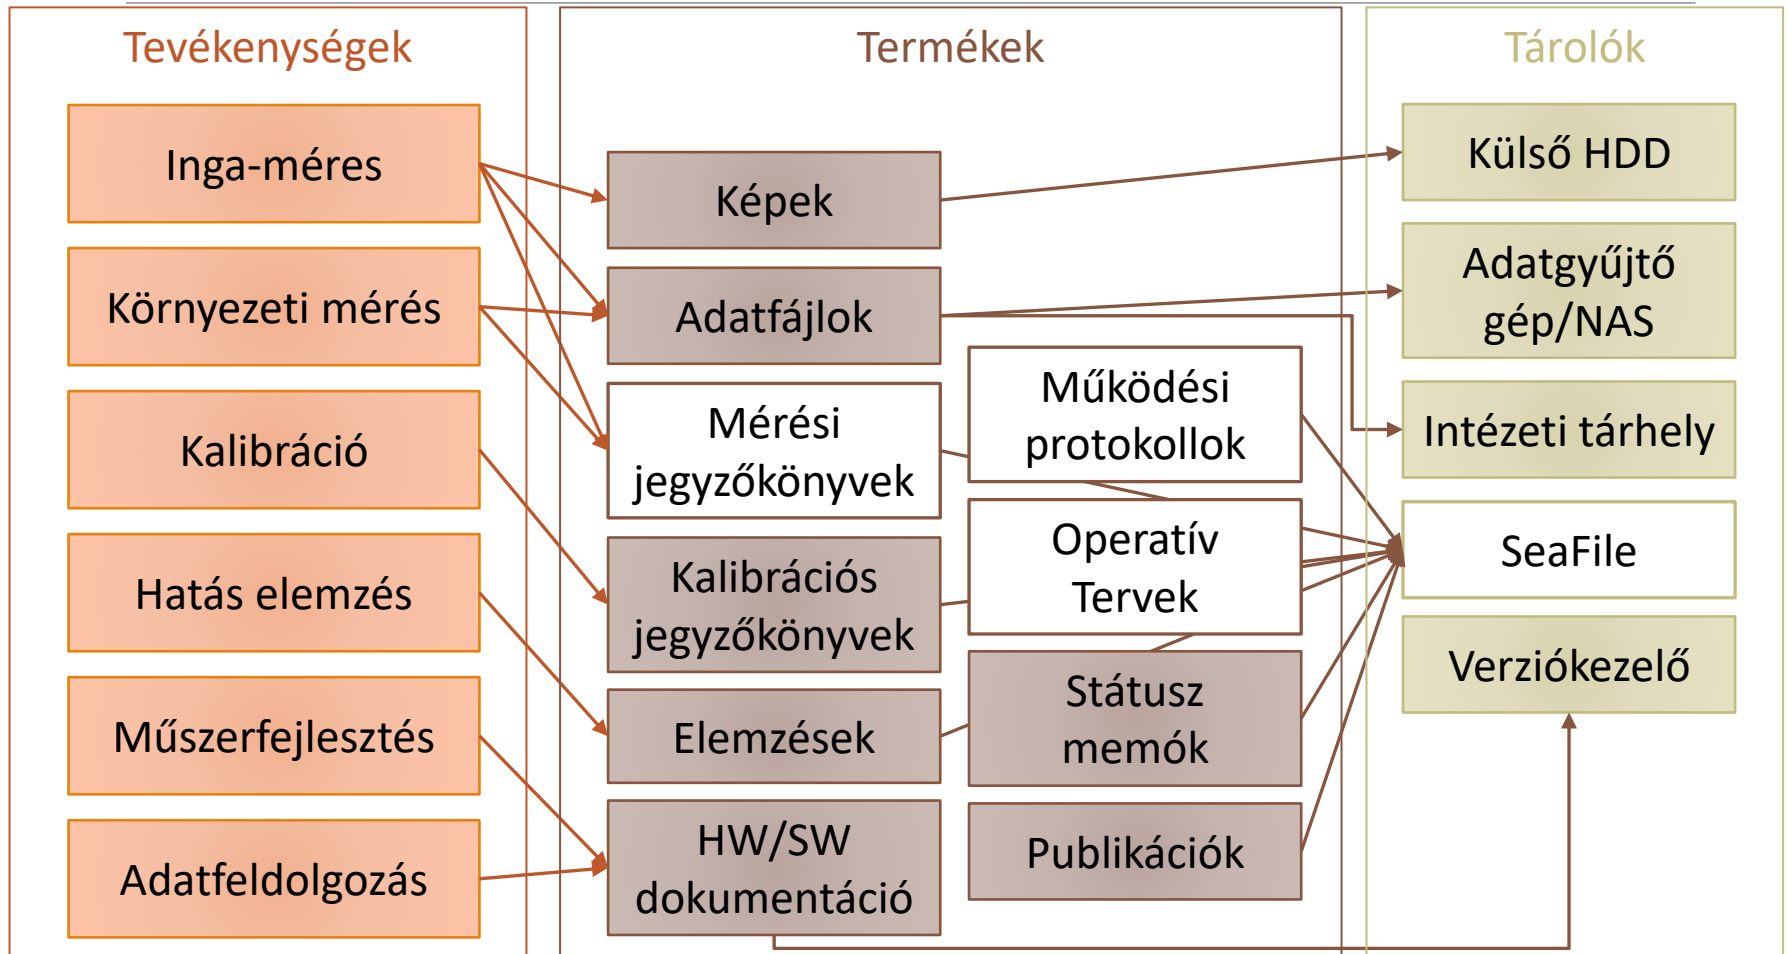 Tevékenységek
Inga-méres
Környezeti mérés
Kalibráció
Hatás elemzés
Műszerfejlesztés
Adatfeldolgozás
Termékek
Képek
Adatfájlok
Mérési
jegyzőkönyvek
Kalibrációs
jegyzőkönyvek
Elemzések
HW/SW
dokumentáció
Működési
protokollok
Operatív
Tervek
Státusz
memók
Publikációk
Tárolók
Külső HDD
Adatgyűjtő
gép/NAS
Intézeti tárhely
SeaFile
Verziókezelő